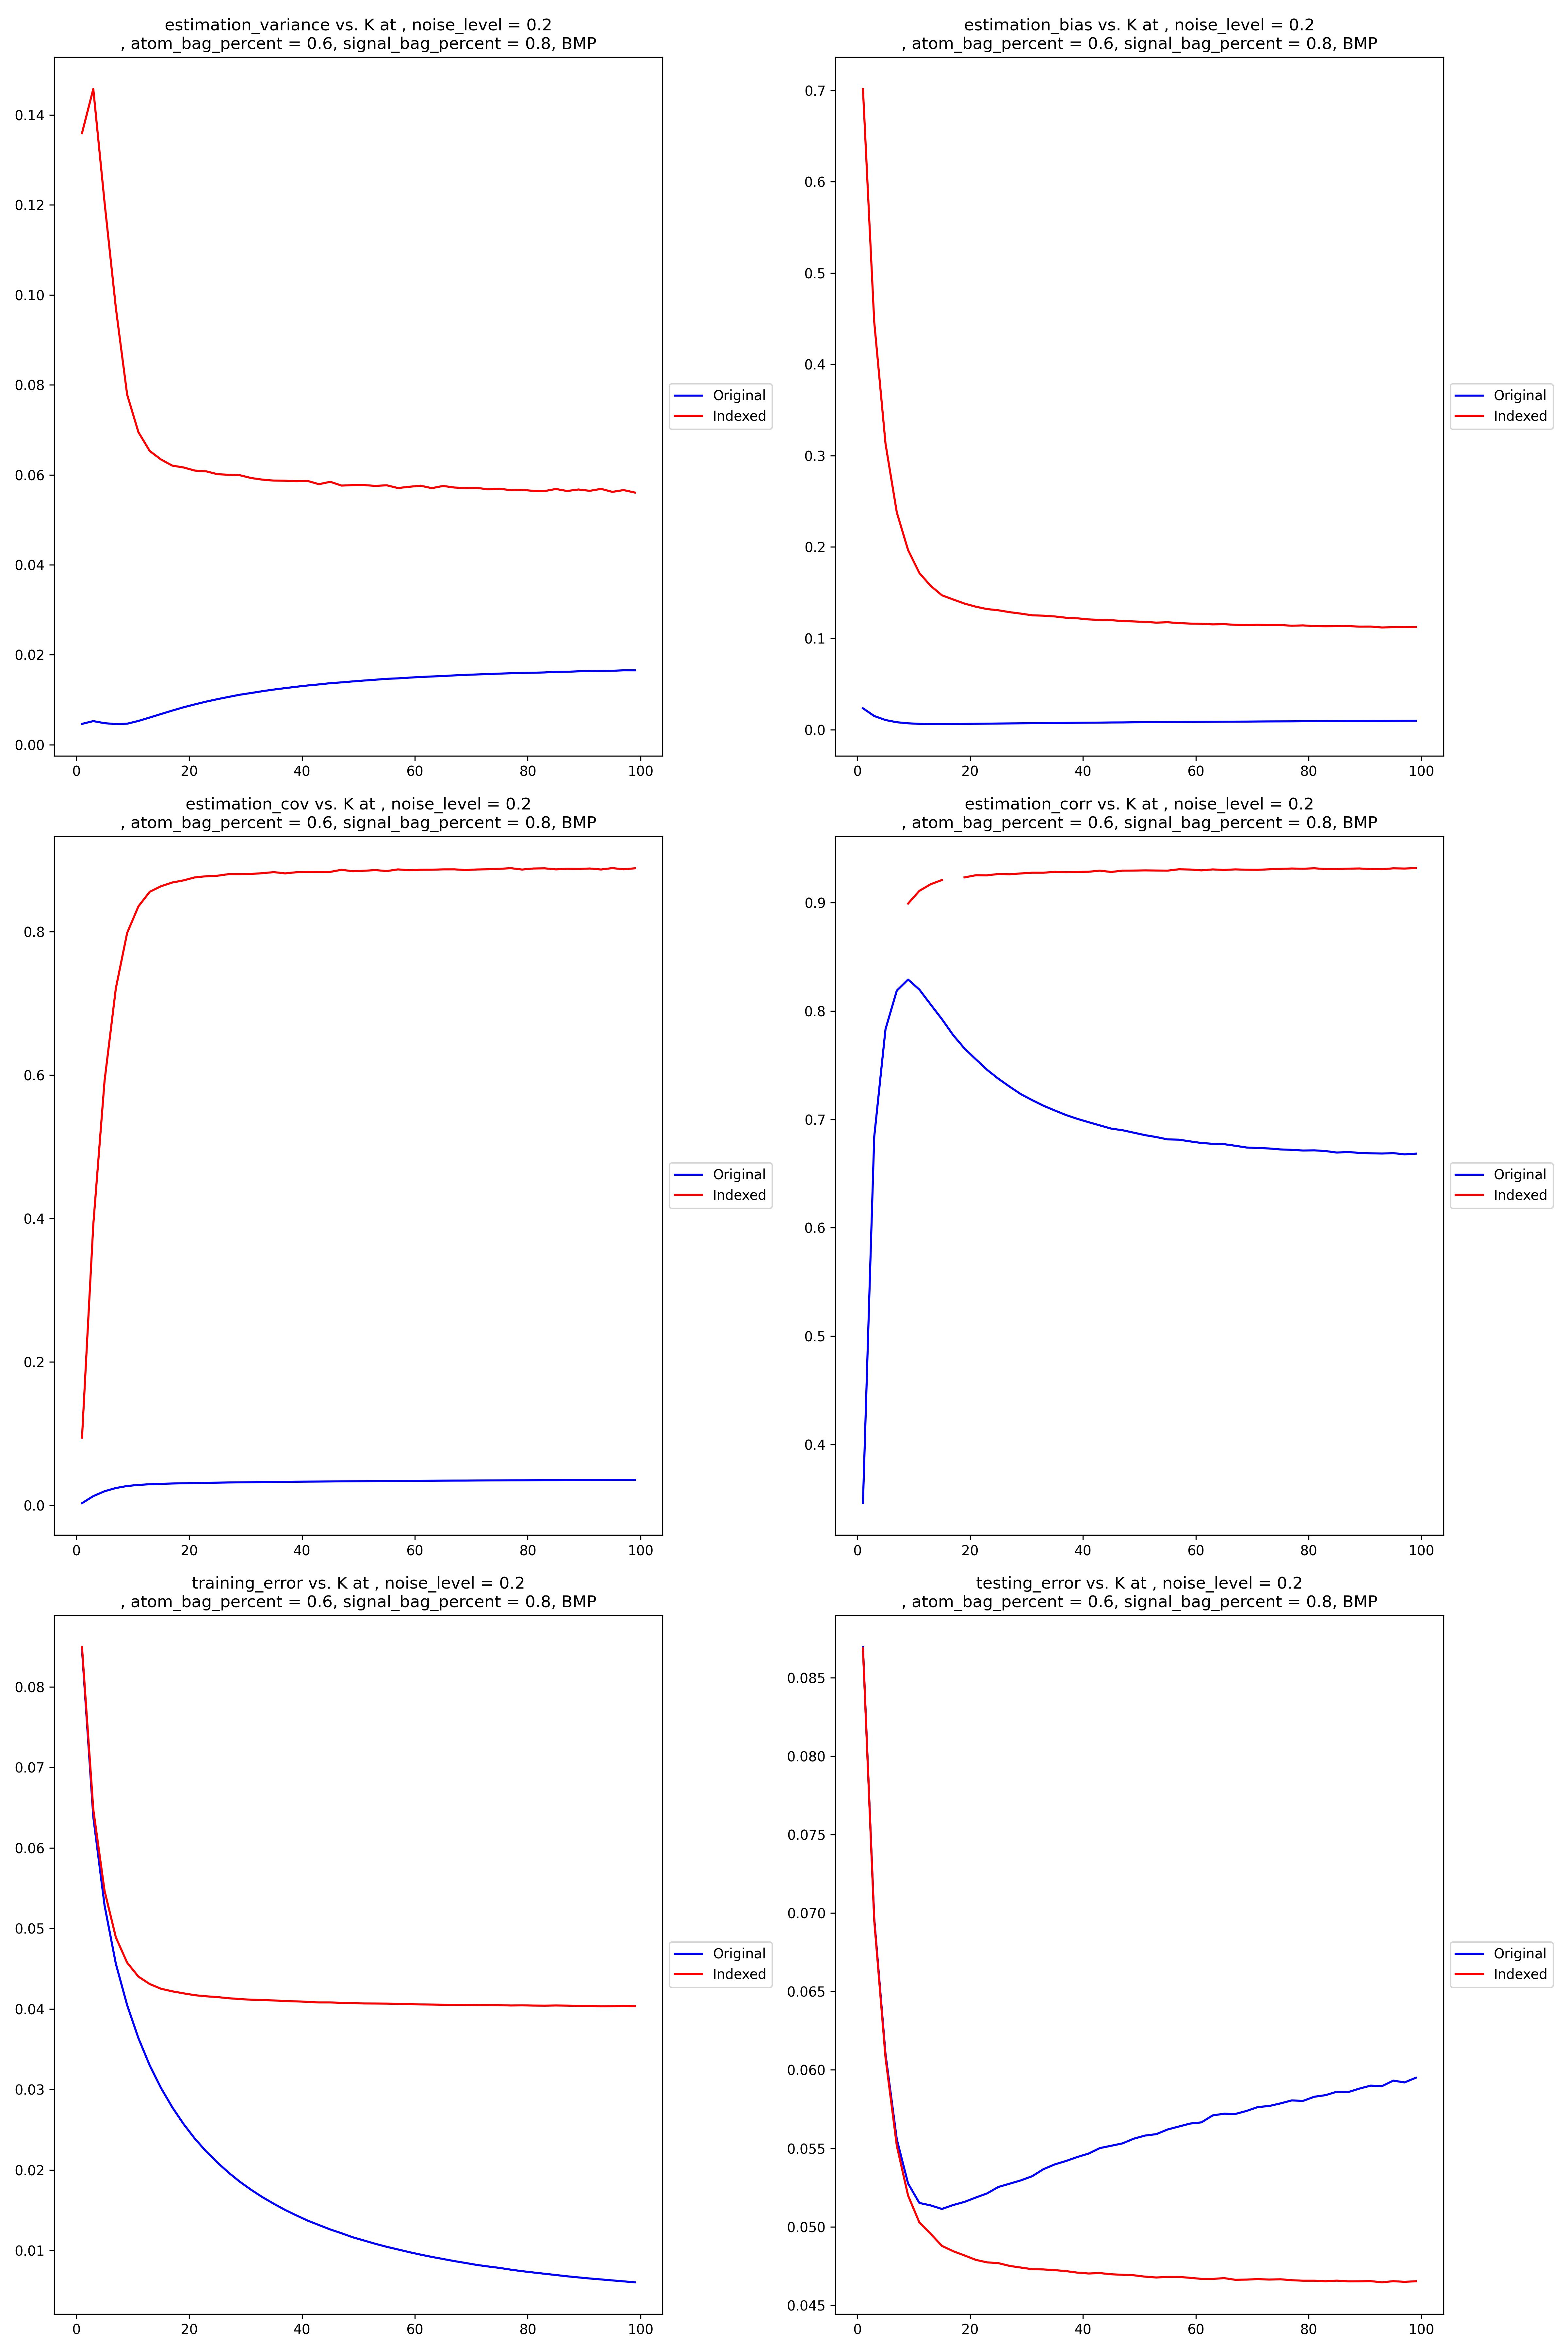 estimation_variance vs. K at , noise_level = 0.2
, atom_bag_percent = 0.6, signal_bag_percent = 0.8, BMP
0.14
0.12
0.10
0.08
0.06
0.04
0.02
0.00
0 20 40 60 80 100
Original
Indexed
estimation_bias vs. K at , noise_level = 0.2
, atom_bag_percent = 0.6, signal_bag_percent = 0.8, BMP
0.7
0.6
0.5
0.4
0.3
0.2
0.1
0.0
0 20 40 60 80 100
Original
Indexed
estimation_cov vs. K at , noise_level = 0.2
, atom_bag_percent = 0.6, signal_bag_percent = 0.8, BMP
0.8
0.6
0.4
0.2
0.0
0 20 40 60 80 100
Original
Indexed
estimation_corr vs. K at , noise_level = 0.2
, atom_bag_percent = 0.6, signal_bag_percent = 0.8, BMP
0.9
0.8
0.7
0.6
0.5
0.4
0 20 40 60 80 100
Original
Indexed
training_error vs. K at , noise_level = 0.2
, atom_bag_percent = 0.6, signal_bag_percent = 0.8, BMP
0.08
0.07
0.06
0.05
0.04
0.03
0.02
0.01
0 20 40 60 80 100
Original
Indexed
testing_error vs. K at , noise_level = 0.2
, atom_bag_percent = 0.6, signal_bag_percent = 0.8, BMP
0.085
0.080
0.075
0.070
0.065
0.060
0.055
0.050
0.045
0 20 40 60 80 100
Original
Indexed